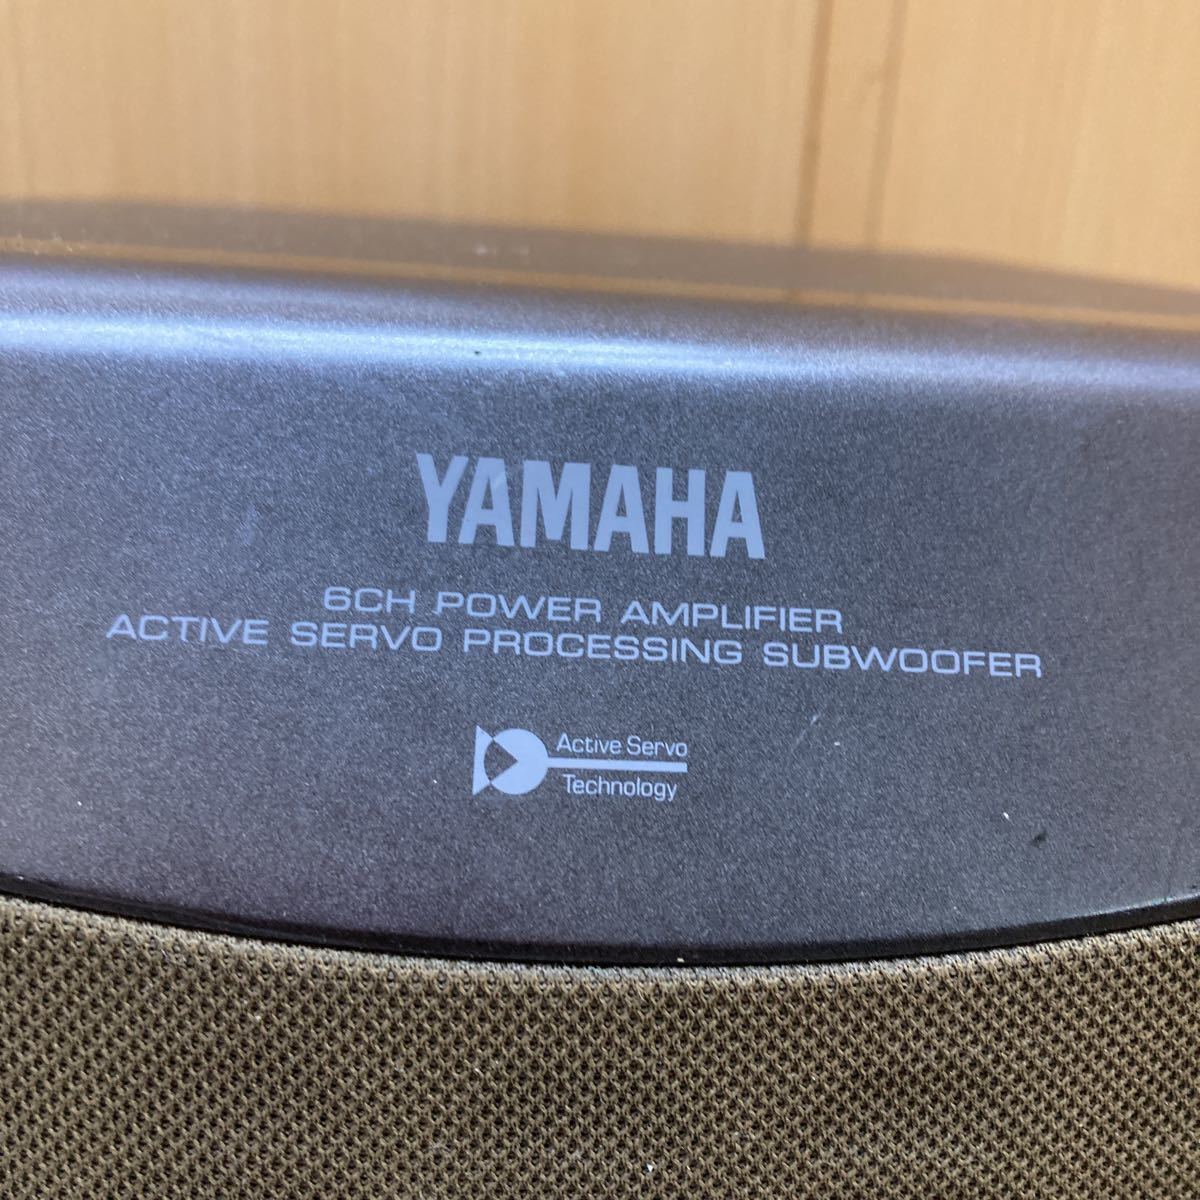 YAMAHA
6CH POWER AMPLIFIER
ACTIVE SERVO PROCESSING SUBWOOFER
Active Servo
Technology